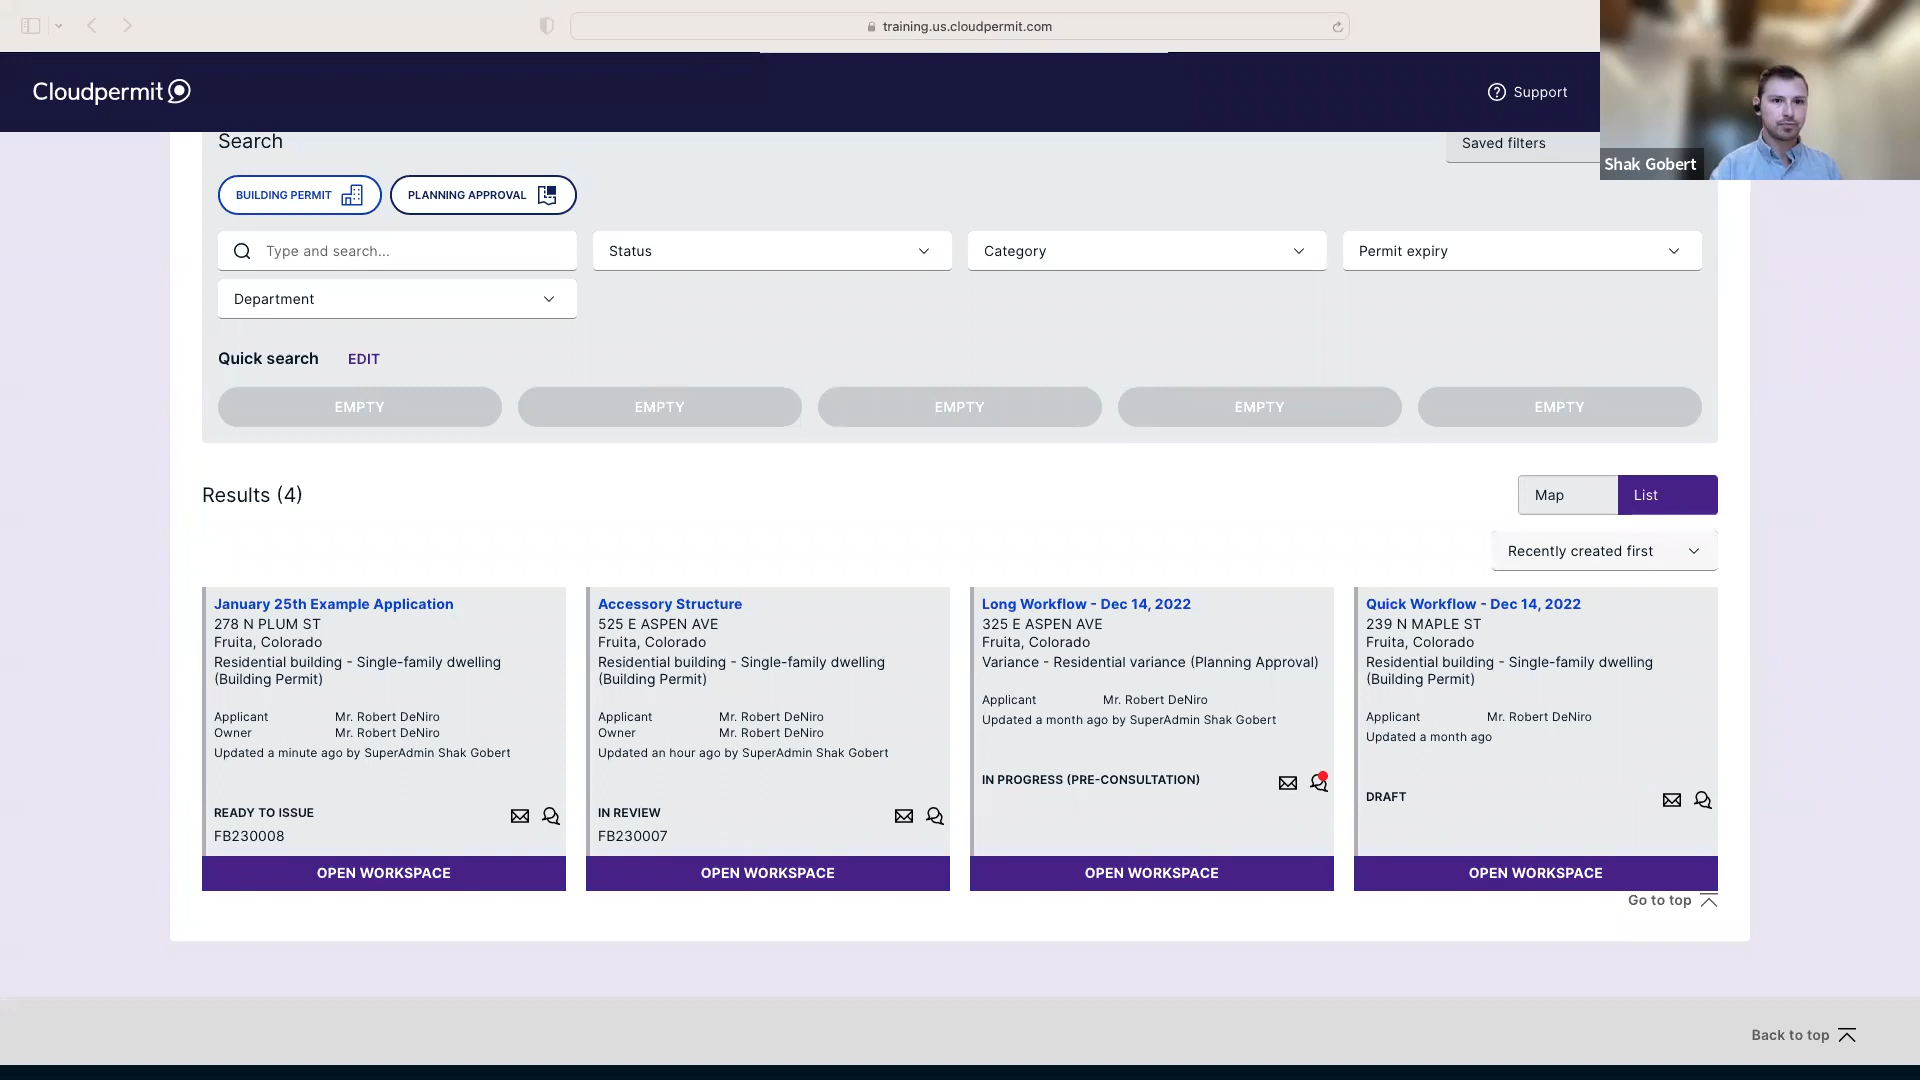 training.us.cloudpermit.com
Cloudpermit
Support
Shak Gobert
Search
Saved filters
BUILDING PERMIT
PLANNING APPROVAL
Type and search...
Status
Category
Permit expiry
Department
Quick search
EDIT
EMPTY
EMPTY
EMPTY
EMPTY
EMPTY
Results (4)
Map
List
Recently created first
January 25th Example Application
278 N PLUM ST
Fruita, Colorado
Residential building - Single-family dwelling
(Building Permit)
Applicant Mr. Robert DeNiro
Owner Mr. Robert DeNiro
Updated a minute ago by SuperAdmin Shak Gobert
READY TO ISSUE
FB230008
OPEN WORKSPACE
Accessory Structure
525 E ASPEN AVE
Fruita, Colorado
Residential building - Single-family dwelling
(Building Permit)
Applicant Mr. Robert DeNiro
Owner Mr. Robert DeNiro
Updated an hour ago by SuperAdmin Shak Gobert
IN REVIEW
FB230007
OPEN WORKSPACE
Long Workflow - Dec 14, 2022
325 E ASPEN AVE
Fruita, Colorado
Variance - Residential variance (Planning Approval)
Applicant Mr. Robert DeNiro
Updated a month ago by SuperAdmin Shak Gobert
IN PROGRESS (PRE-CONSULTATION)
OPEN WORKSPACE
Quick Workflow - Dec 14, 2022
239 N MAPLE ST
Fruita, Colorado
Residential building - Single-family dwelling
(Building Permit)
Applicant Mr. Robert DeNiro
Updated a month ago
DRAFT
OPEN WORKSPACE
Go to top
Back to top